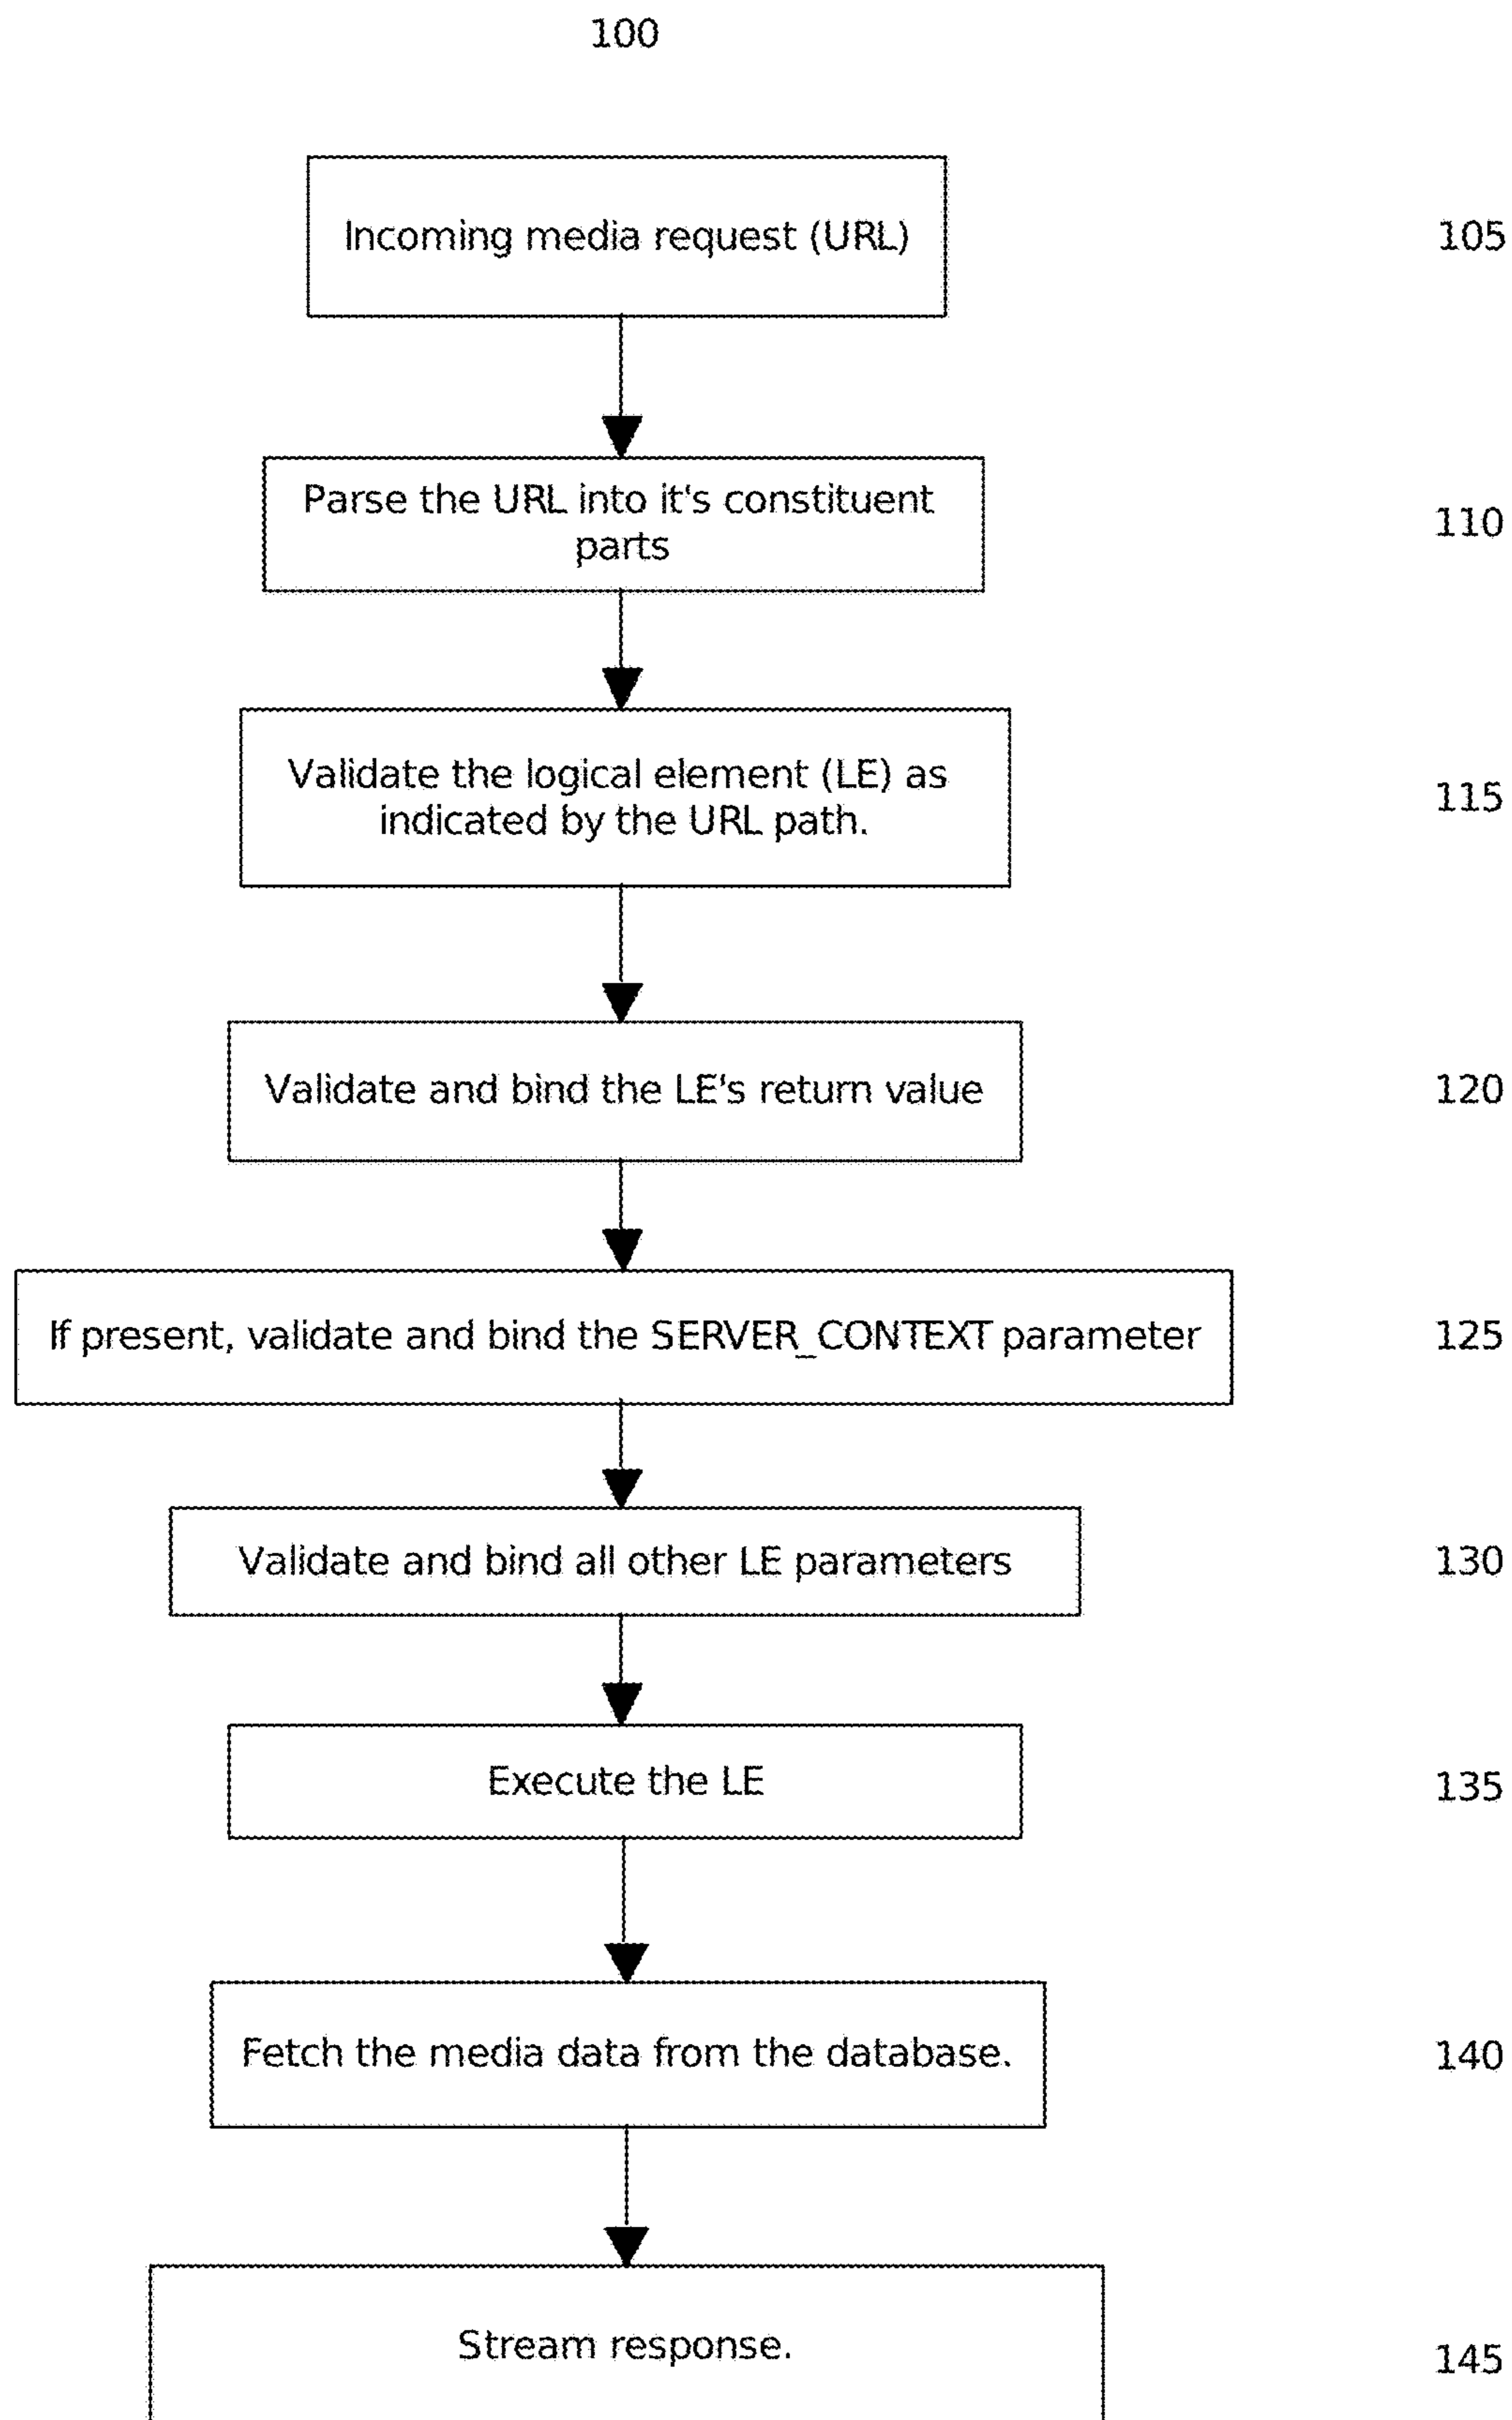 100
Incoming media request (URL)
105
Parse the URL into it's constituent
parts
110
Validate the logical element (LE) as
indicated by the URL path.
115
Validate and bind the LE's return value
120
If present, validate and bind the SERVER_CONTEXT parameter
125
Validate and bind all other LE parameters
130
Execute the LE
135
Fetch the media data from the database.
140
Stream response.
145